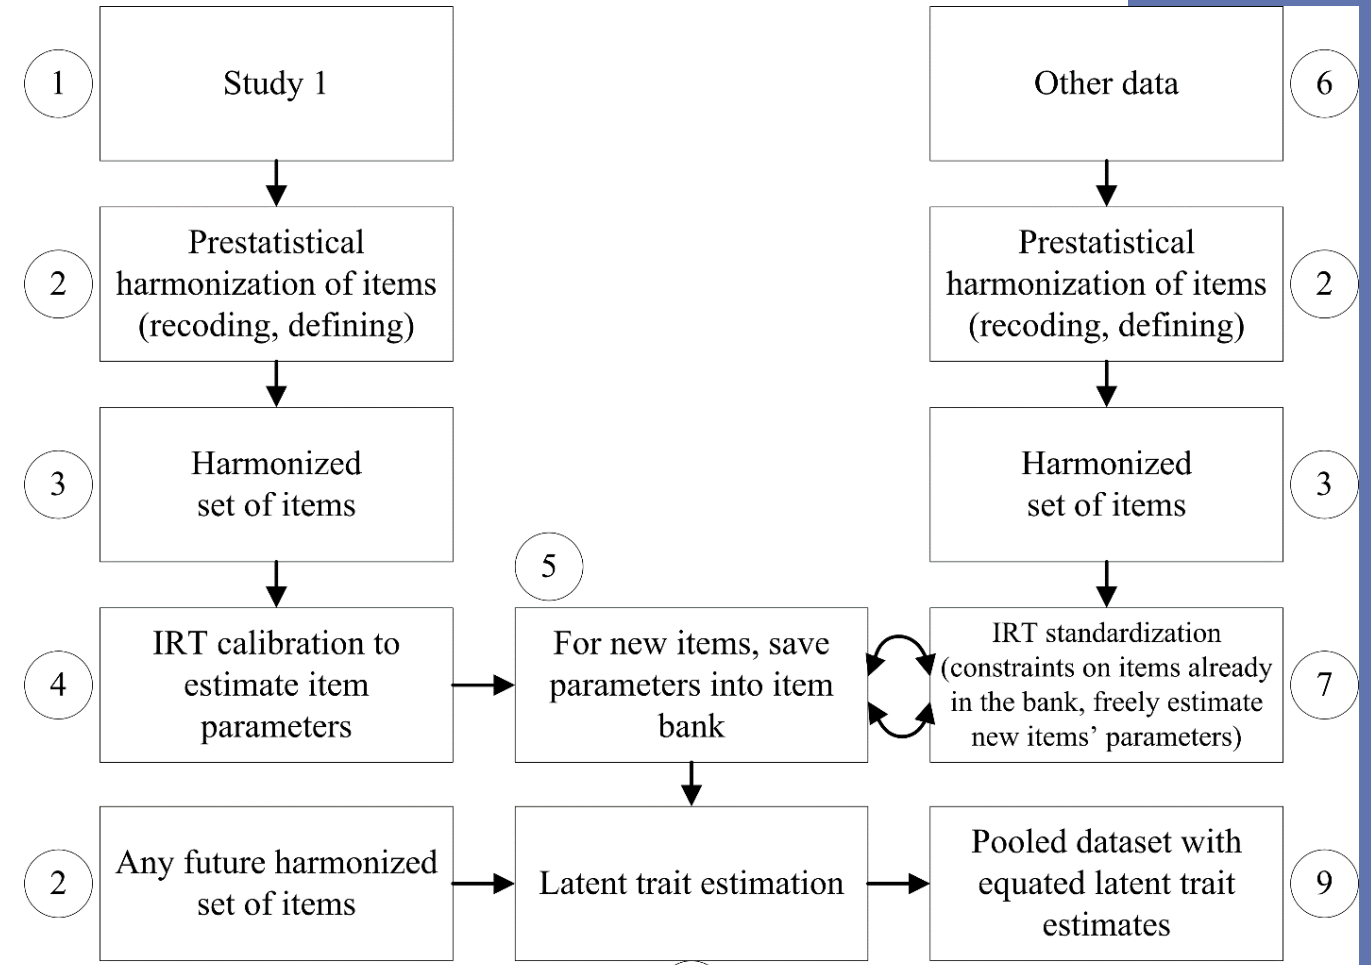 1
Study 1
Other data
6
2
Prestatistical
harmonization of items
(recoding, defining)
Prestatistical
harmonization of items
(recoding, defining)
2
3
Harmonized
set of items
Harmonized
set of items
3
5
4
IRT calibration to
estimate item
parameters
For new items, save
parameters into item
bank
IRT standardization
(constraints on items already
in the bank, freely estimate
new items’ parameters)
7
2
Any future harmonized
set of items
Latent trait estimation
Pooled dataset with
equated latent trait
estimates
9